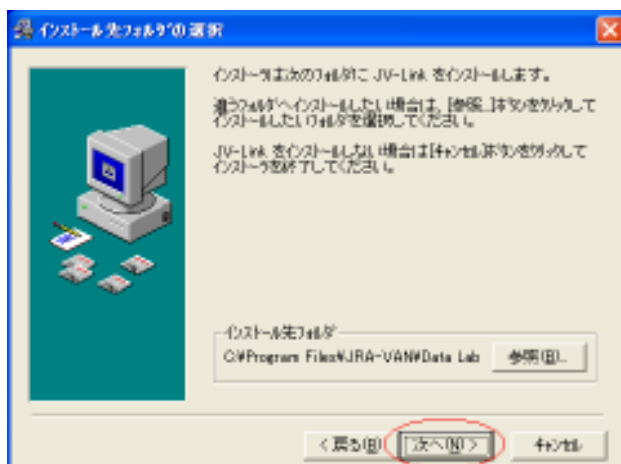 インストール先フォルダの選択
インストーラは次のフォルダに JV-Link をインストールします。
違うフォルダへインストールしたい場合は、[参照...]ボタンをクリックして
インストールしたいフォルダを選択してください。
JV-Link をインストールしない場合は[キャンセル]ボタンをクリックして
インストーラを終了してください。
インストール先フォルダ
C:¥Program Files¥JRA-VAN¥Data Lab
参照(R)...
< 戻る(B)
次へ(N) >
キャンセル